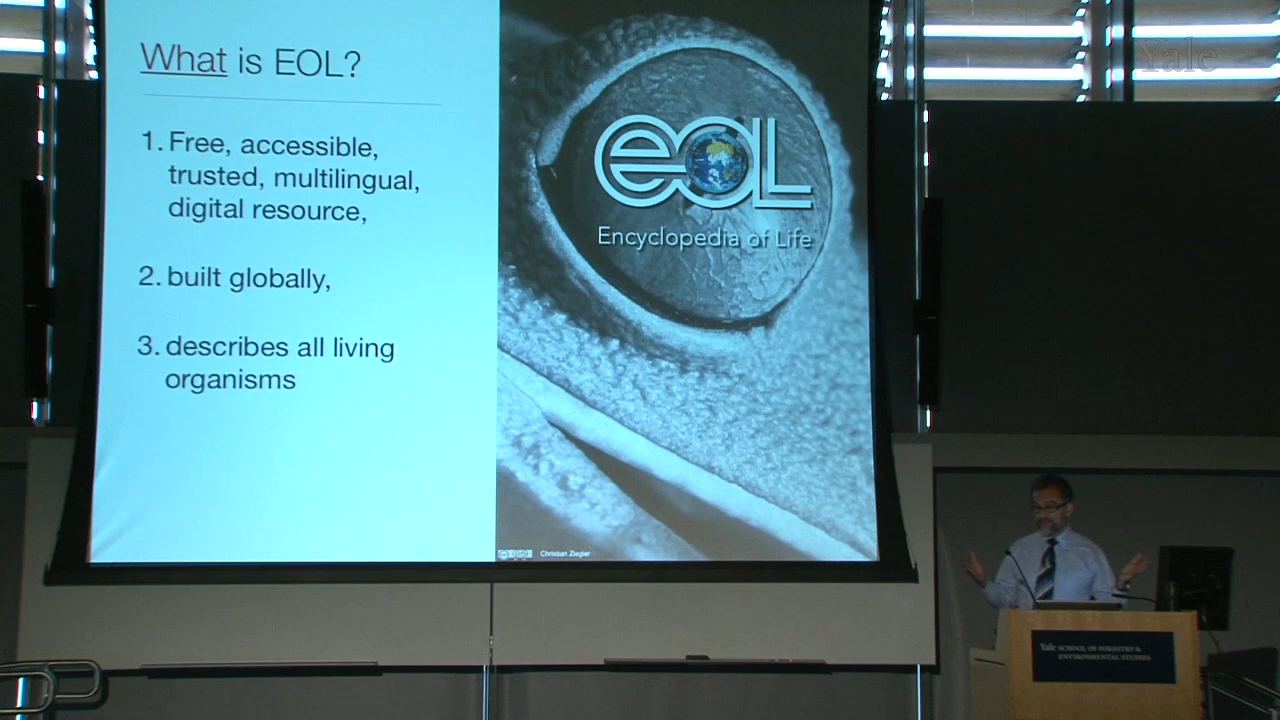 What is EOL?
1. Free, accessible,
trusted, multilingual,
digital resource,
2. built globally,
3. describes all living
organisms
eOL
Encyclopedia of Life
Christian Ziegler
Yale
Yale SCHOOL OF FORESTRY &
ENVIRONMENTAL STUDIES